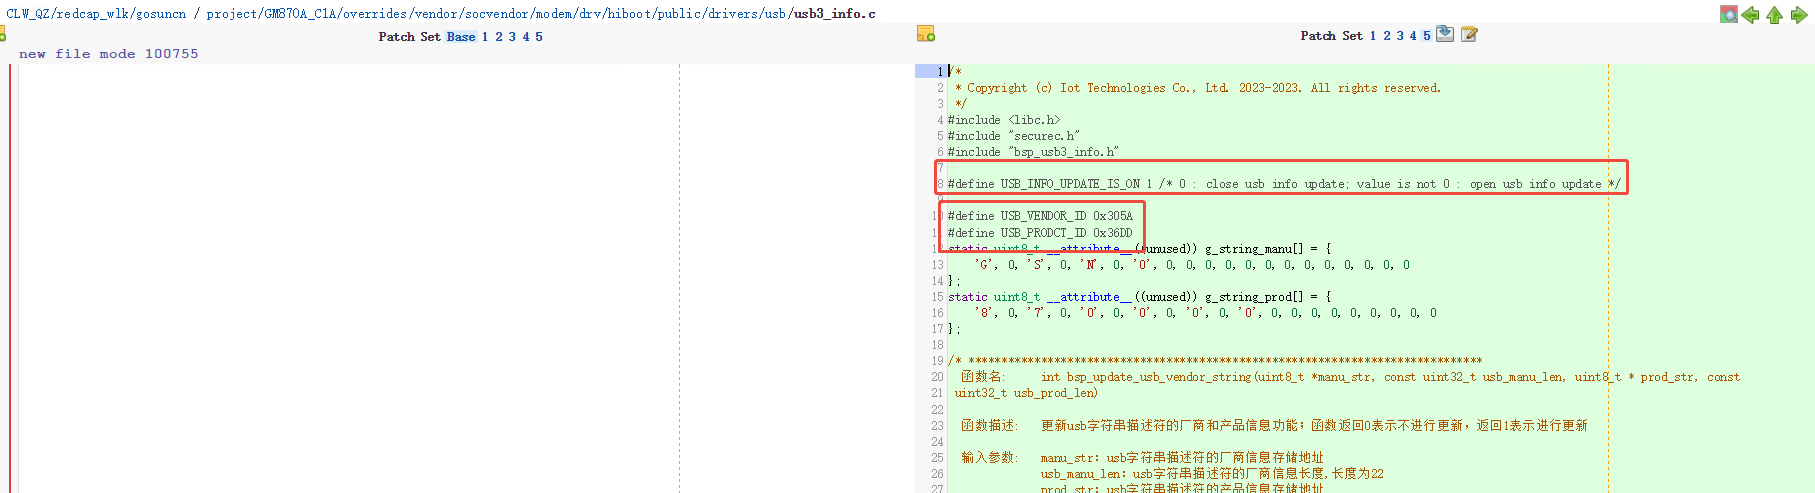 CLW_QZ/redcap_wlk/gosuncn / project/GM870A_C1A/overrides/vendor/socvendor/modem/drv/hiboot/public/drivers/usb/usb3_info.c
Patch Set Base 1 2 3 4 5
Patch Set 1 2 3 4 5
new file mode 100755
1 /*
2  * Copyright (c) Iot Technologies Co., Ltd. 2023-2023. All rights reserved.
3  */
4 #include <libc.h>
5 #include "securec.h"
6 #include "bsp_usb3_info.h"
7
8 #define USB_INFO_UPDATE_IS_ON 1 /* 0 : close usb info update; value is not 0 : open usb info update */
9
10 #define USB_VENDOR_ID 0x305A
11 #define USB_PRODCT_ID 0x36DD
12 static uint8_t __attribute__((unused)) g_string_manu[] = {
13     'G', 0, 'S', 0, 'N', 0, 'O', 0, 0, 0, 0, 0, 0, 0, 0, 0, 0, 0, 0, 0
14 };
15 static uint8_t __attribute__((unused)) g_string_prod[] = {
16     '8', 0, '7', 0, '0', 0, '0', 0, '0', 0, '0', 0, 0, 0, 0, 0, 0, 0, 0, 0
17 };
18
19 /* ******************************************************************************
20  函数名:     int bsp_update_usb_vendor_string(uint8_t *manu_str, const uint32_t usb_manu_len, uint8_t * prod_str, const
21 uint32_t usb_prod_len)
22
23  函数描述:   更新usb字符串描述符的厂商和产品信息功能；函数返回0表示不进行更新，返回1表示进行更新
24
25  输入参数:   manu_str: usb字符串描述符的厂商信息存储地址
26             usb_manu_len: usb字符串描述符的厂商信息长度,长度为22
27             prod_str: usb字符串描述符的产品信息存储地址